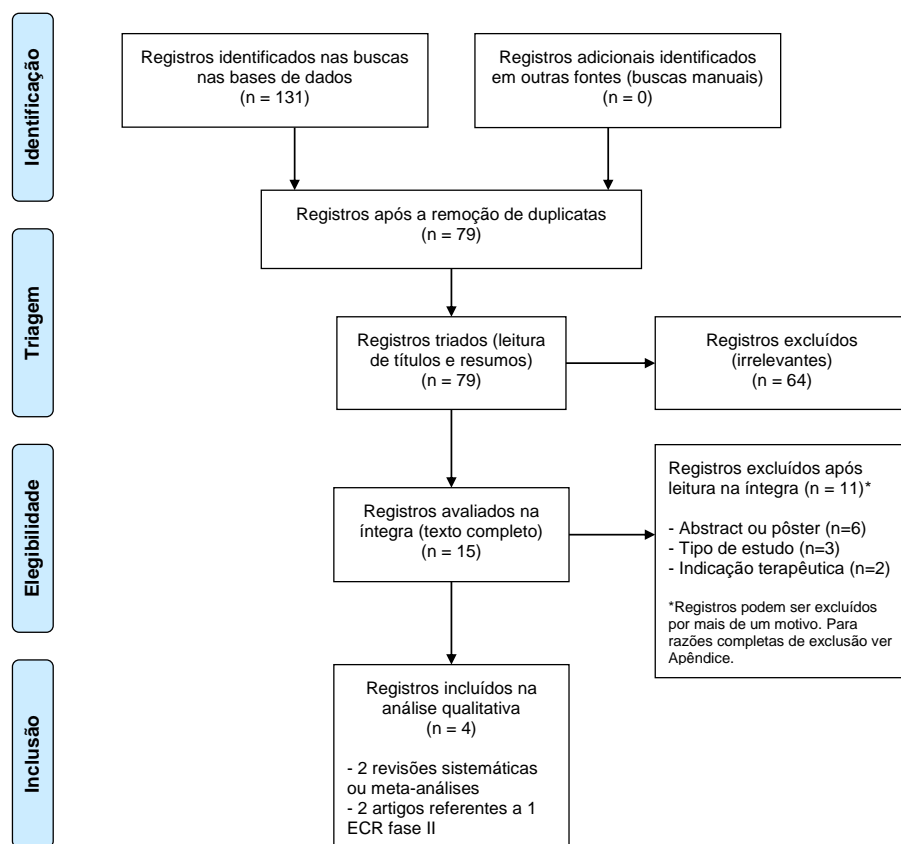 Identificação
Registros identificados nas buscas
nas bases de dados
(n = 131)
Registros adicionais identificados
em outras fontes (buscas manuais)
(n = 0)
Registros após a remoção de duplicatas
(n = 79)
Triagem
Registros triados (leitura
de títulos e resumos)
(n = 79)
Registros excluídos
(irrelevantes)
(n = 64)
Elegibilidade
Registros avaliados na
íntegra (texto completo)
(n = 15)
Registros excluídos após
leitura na íntegra (n = 11)*
- Abstract ou pôster (n=6)
- Tipo de estudo (n=3)
- Indicação terapêutica (n=2)
*Registros podem ser excluídos
por mais de um motivo. Para
razões completas de exclusão ver
Apêndice.
Inclusão
Registros incluídos na
análise qualitativa
(n = 4)
- 2 revisões sistemáticas
ou meta-análises
- 2 artigos referentes a 1
ECR fase II